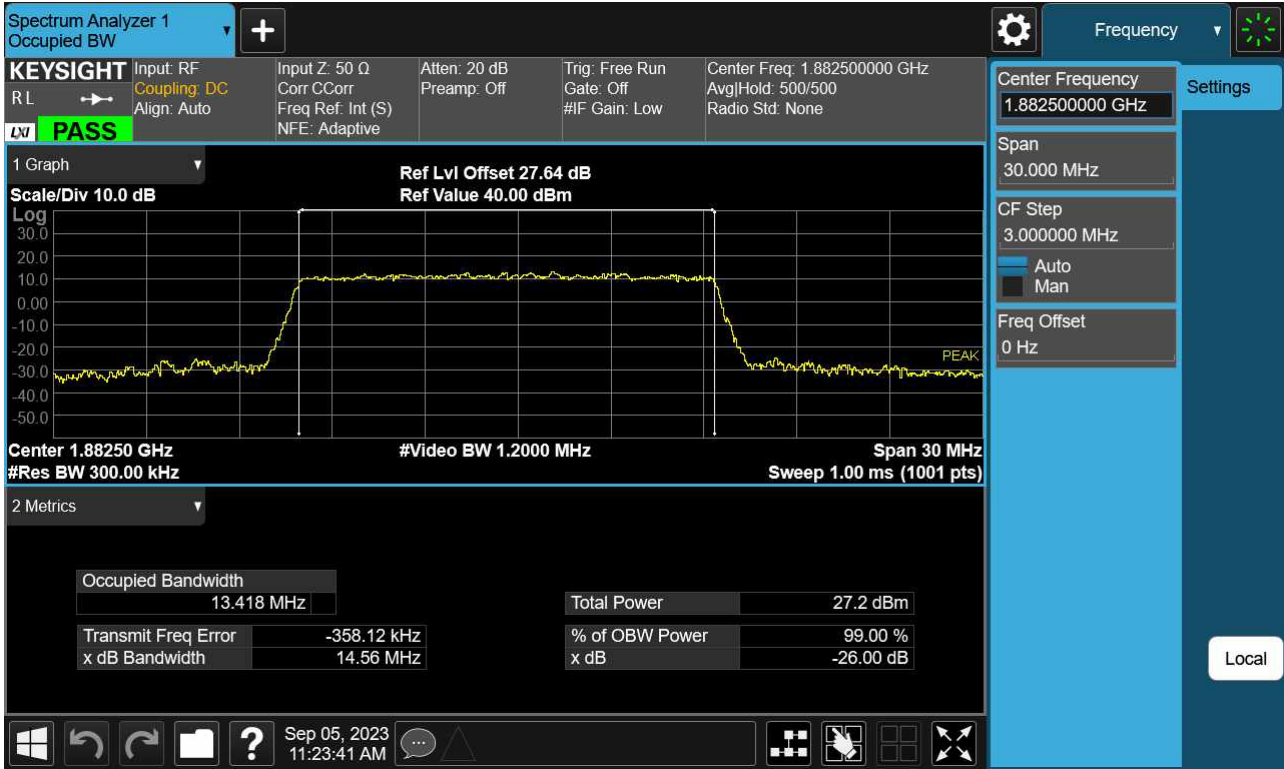 Spectrum Analyzer 1
Occupied BW
Frequency
KEYSIGHT
R L
LXI
PASS
Input: RF
Coupling: DC
Align: Auto
Input Z: 50 Ω
Corr CCorr
Freq Ref: Int (S)
NFE: Adaptive
Atten: 20 dB
Preamp: Off
Trig: Free Run
Gate: Off
#IF Gain: Low
Center Freq: 1.882500000 GHz
Avg|Hold: 500/500
Radio Std: None
Center Frequency
1.882500000 GHz
Settings
Span
30.000 MHz
CF Step
3.000000 MHz
Auto
Man
Freq Offset
0 Hz
Local
1 Graph
Ref Lvl Offset 27.64 dB
Scale/Div 10.0 dB
Ref Value 40.00 dBm
Log
30.0
20.0
10.0
0.00
-10.0
-20.0
-30.0
-40.0
-50.0
PEAK
Center 1.88250 GHz
#Video BW 1.2000 MHz
Span 30 MHz
#Res BW 300.00 kHz
Sweep 1.00 ms (1001 pts)
2 Metrics
Occupied Bandwidth
13.418 MHz
Total Power 27.2 dBm
Transmit Freq Error -358.12 kHz
% of OBW Power 99.00 %
x dB Bandwidth 14.56 MHz
x dB -26.00 dB
?
Sep 05, 2023
11:23:41 AM